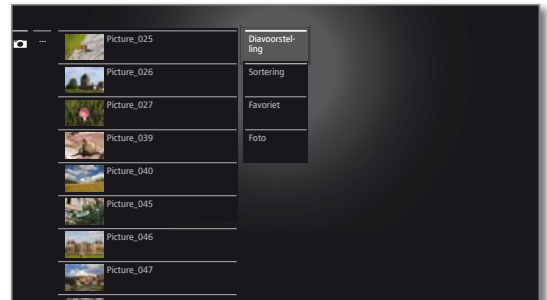 ...
Picture_025
Picture_026
Picture_027
Picture_039
Picture_040
Picture_045
Picture_046
Picture_047
Diavoorstel-
ling
Sortering
Favoriet
Foto